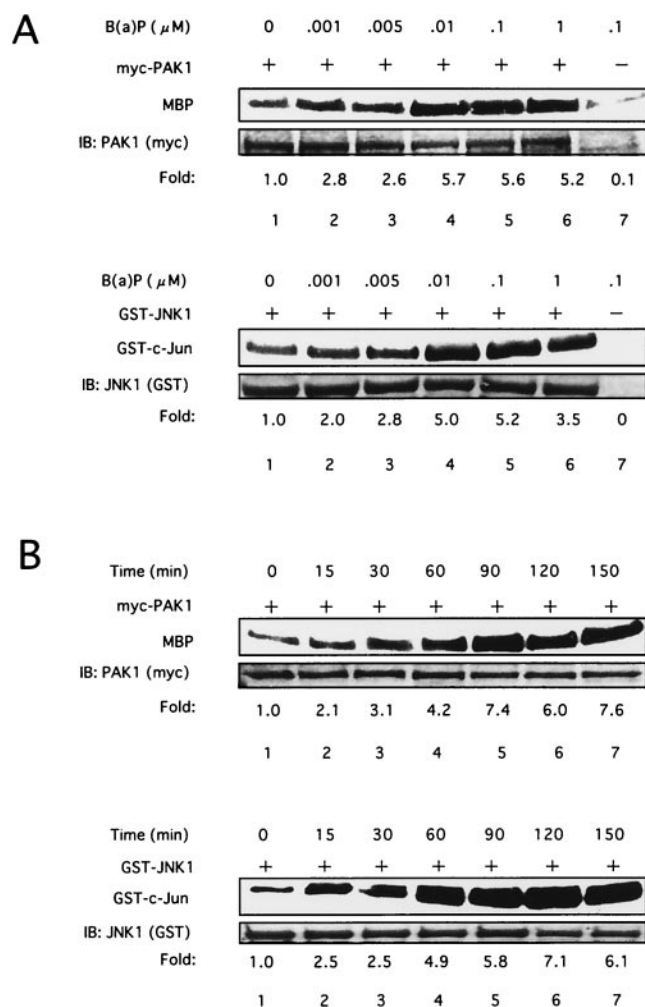 A
B(a)P ( μM) 0 .001 .005 .01 .1 1 .1
myc-PAK1 + + + + + + −
MBP
IB: PAK1 (myc)
Fold: 1.0 2.8 2.6 5.7 5.6 5.2 0.1
1 2 3 4 5 6 7
B(a)P ( μM) 0 .001 .005 .01 .1 1 .1
GST-JNK1 + + + + + + −
GST-c-Jun
IB: JNK1 (GST)
Fold: 1.0 2.0 2.8 5.0 5.2 3.5 0
1 2 3 4 5 6 7
B
Time (min) 0 15 30 60 90 120 150
myc-PAK1 + + + + + + +
MBP
IB: PAK1 (myc)
Fold: 1.0 2.1 3.1 4.2 7.4 6.0 7.6
1 2 3 4 5 6 7
Time (min) 0 15 30 60 90 120 150
GST-JNK1 + + + + + + +
GST-c-Jun
IB: JNK1 (GST)
Fold: 1.0 2.5 2.5 4.9 5.8 7.1 6.1
1 2 3 4 5 6 7